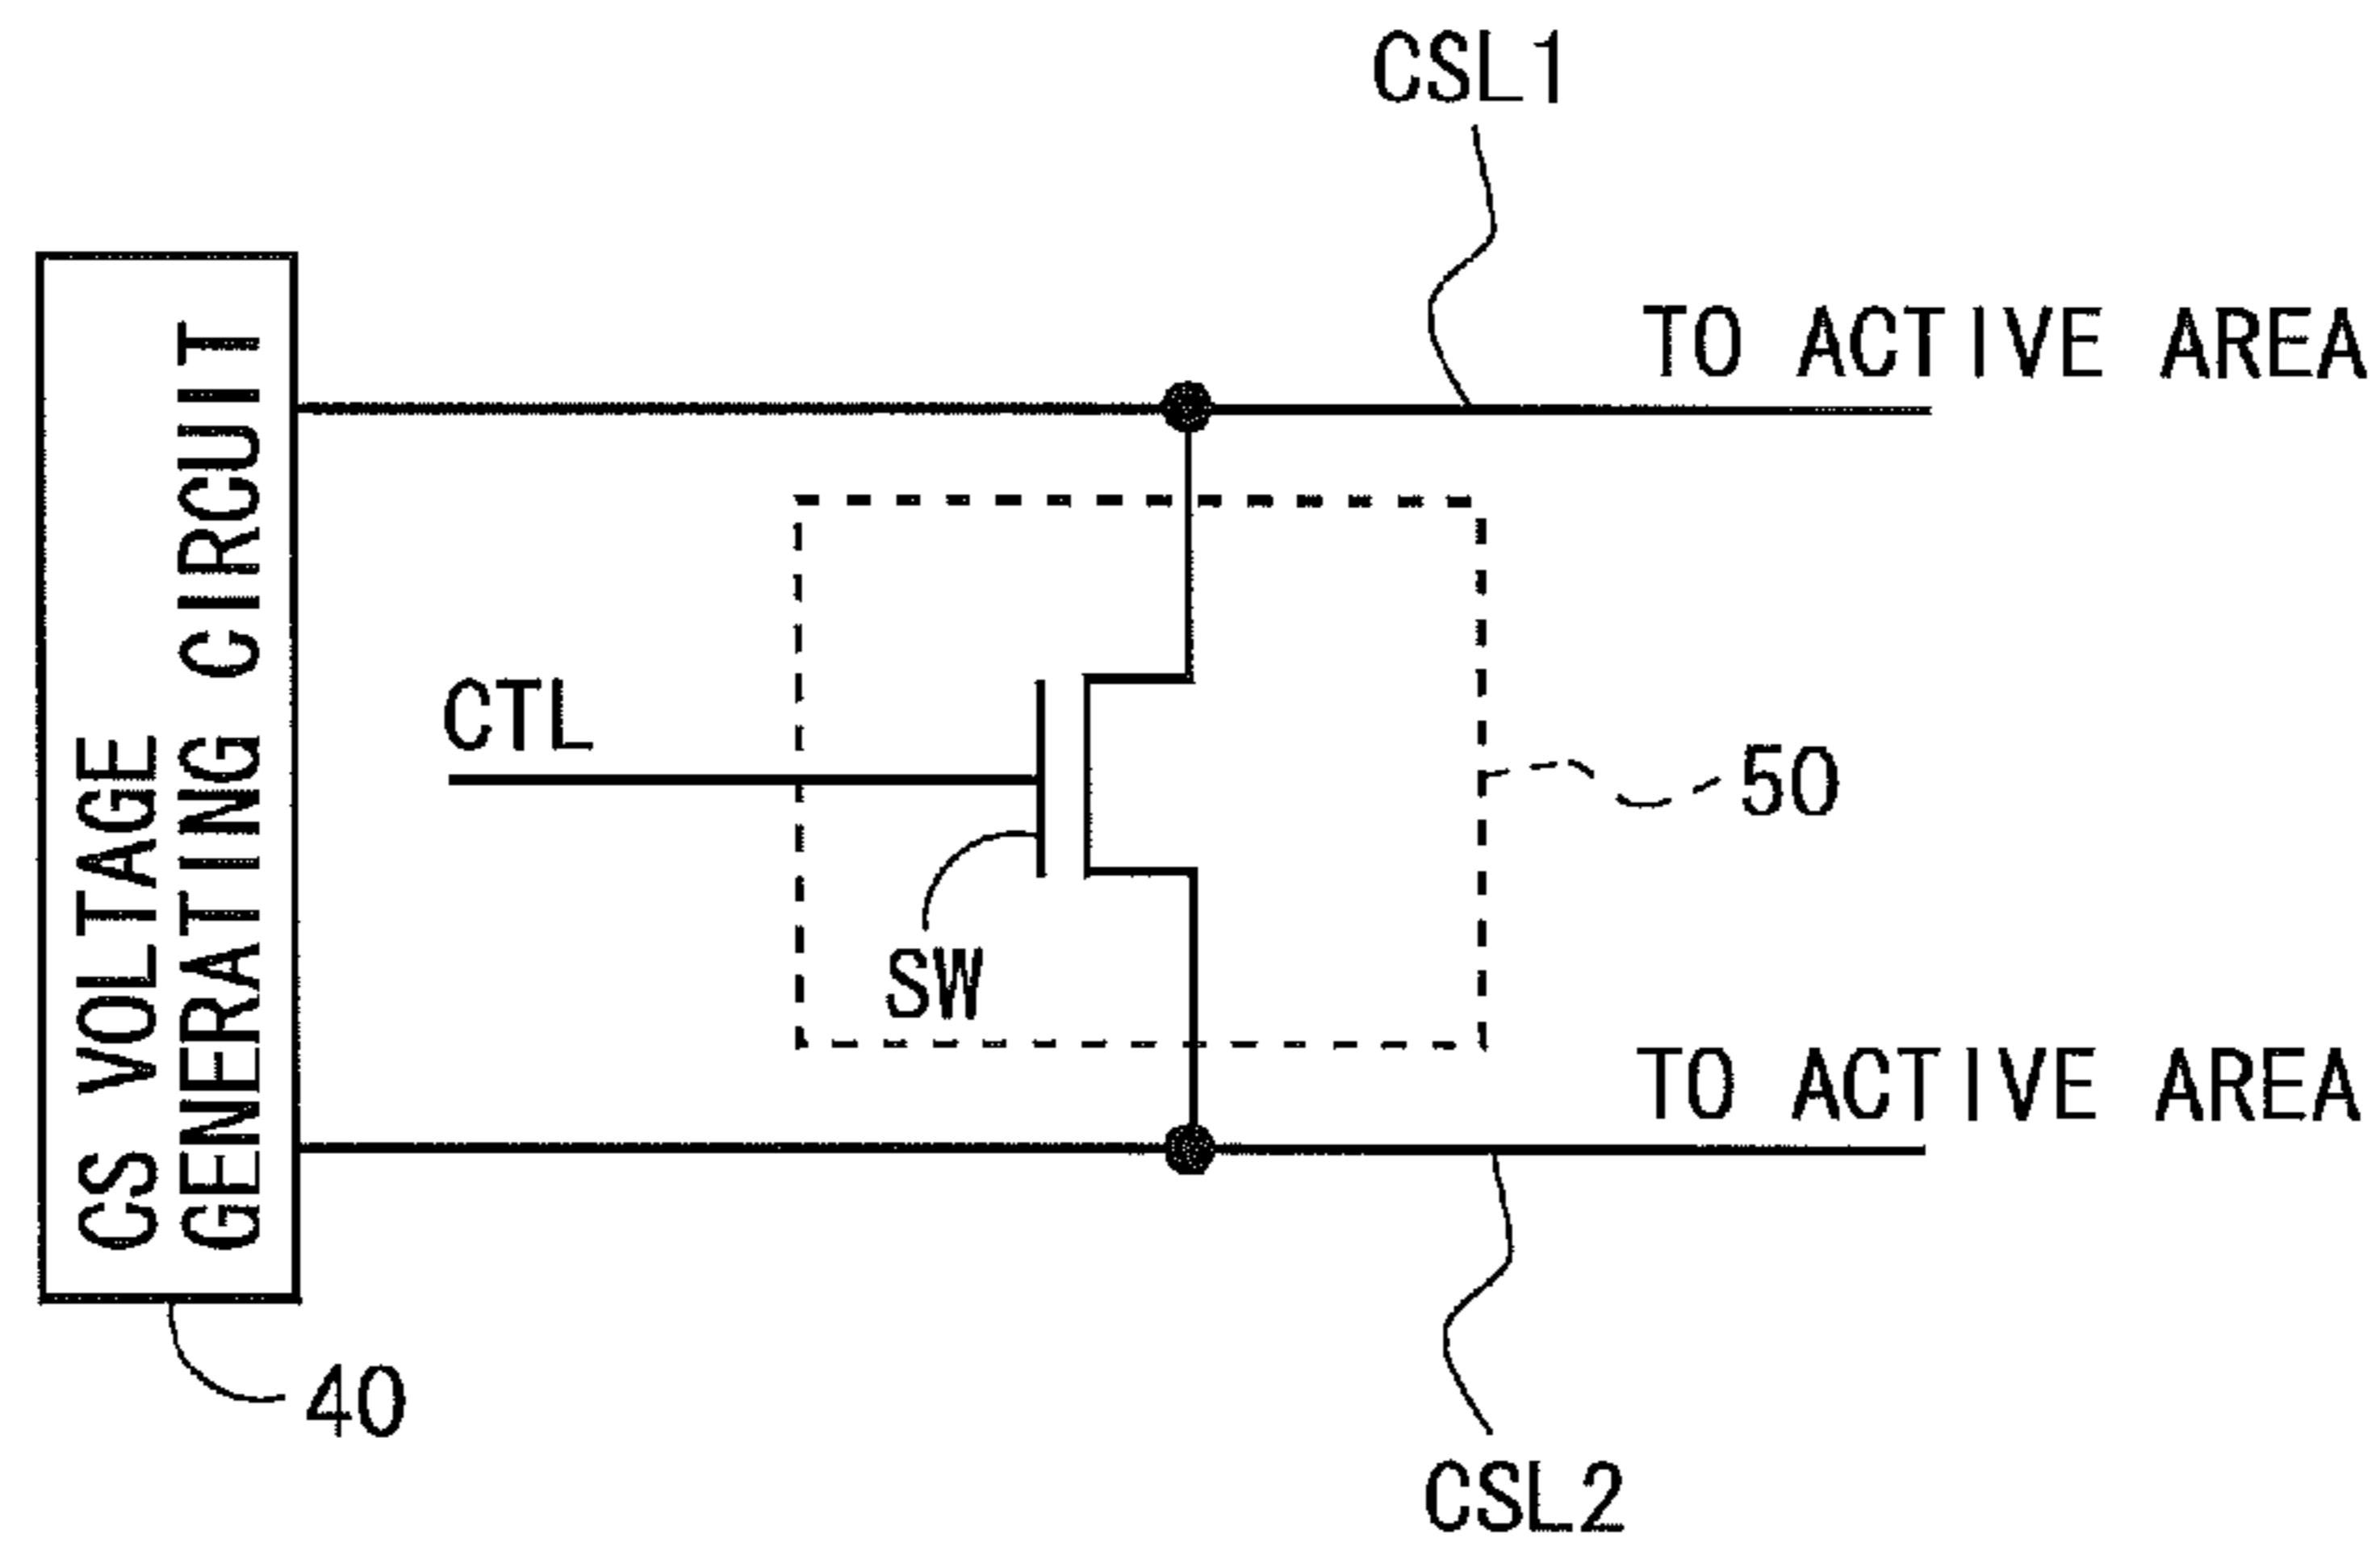 CSL1
TO ACTIVE AREA
CS VOLTAGE
GENERATING CIRCUIT
CTL
50
SW
TO ACTIVE AREA
40
CSL2